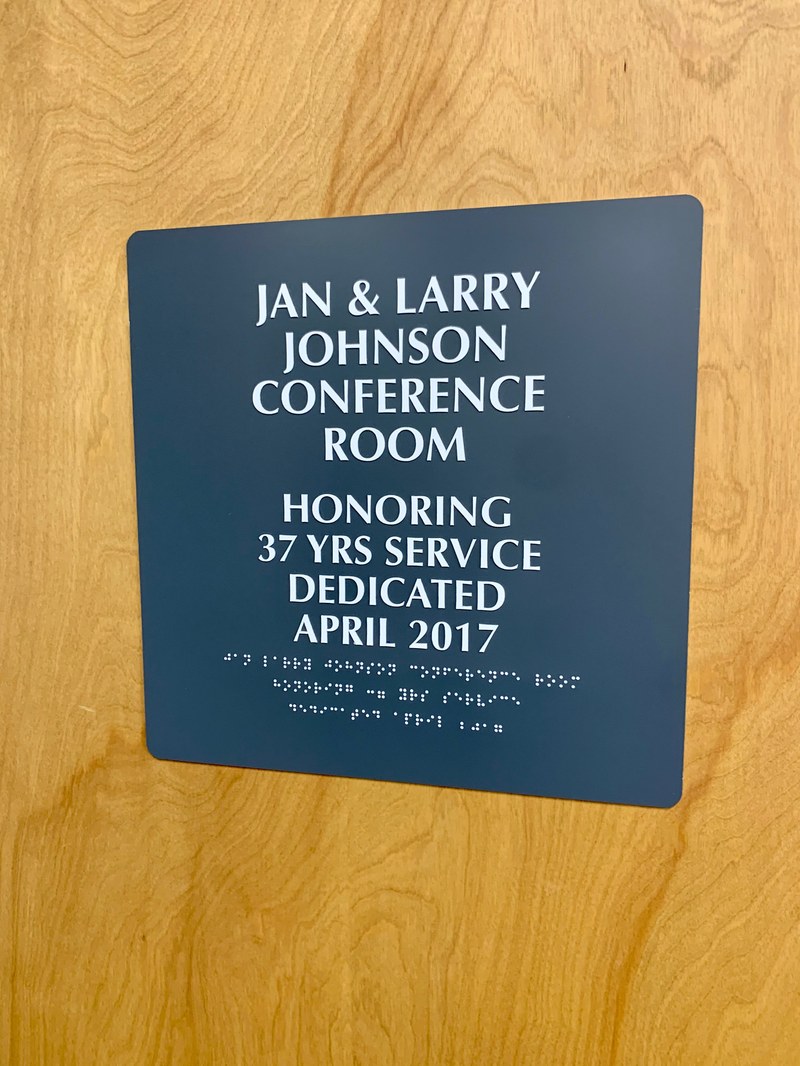 JAN & LARRY
JOHNSON
CONFERENCE
ROOM
HONORING
37 YRS SERVICE
DEDICATED
APRIL 2017